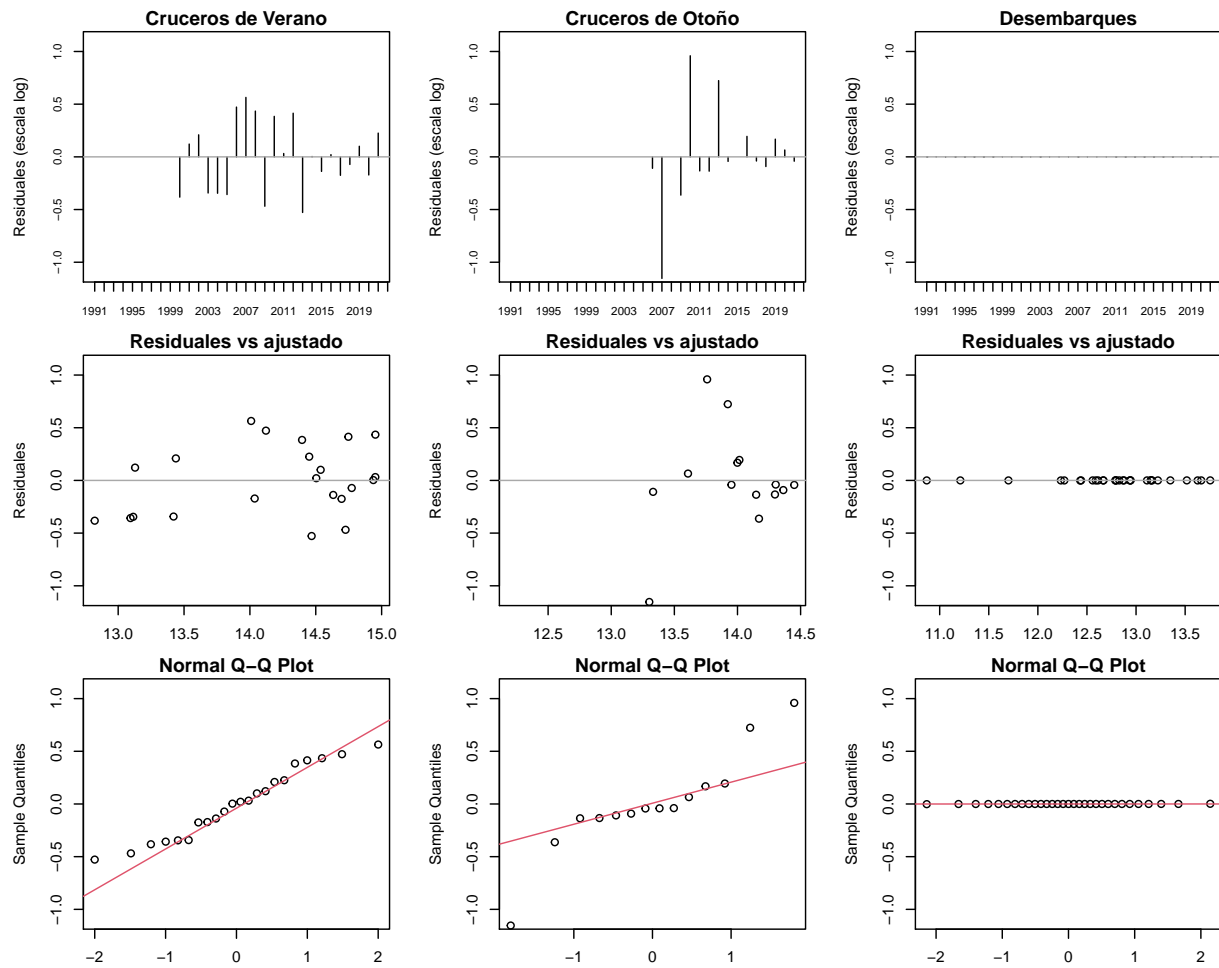 Cruceros de Verano
Cruceros de Otoño
Desembarques
Residuales (escala log)
1.0
0.5
0.0
−0.5
−1.0
1991 1995 1999 2003 2007 2011 2015 2019
Residuales (escala log)
1.0
0.5
0.0
−0.5
−1.0
1991 1995 1999 2003 2007 2011 2015 2019
Residuales (escala log)
1.0
0.5
0.0
−0.5
−1.0
1991 1995 1999 2003 2007 2011 2015 2019
Residuales vs ajustado
Residuales vs ajustado
Residuales vs ajustado
Residuales
1.0
0.5
0.0
−0.5
−1.0
13.0 13.5 14.0 14.5 15.0
Residuales
1.0
0.5
0.0
−0.5
−1.0
12.5 13.0 13.5 14.0 14.5
Residuales
1.0
0.5
0.0
−0.5
−1.0
11.0 11.5 12.0 12.5 13.0 13.5
Normal Q−Q Plot
Normal Q−Q Plot
Normal Q−Q Plot
Sample Quantiles
1.0
0.5
0.0
−0.5
−1.0
−2 −1 0 1 2
Sample Quantiles
1.0
0.5
0.0
−0.5
−1.0
−1 0 1
Sample Quantiles
1.0
0.5
0.0
−0.5
−1.0
−2 −1 0 1 2